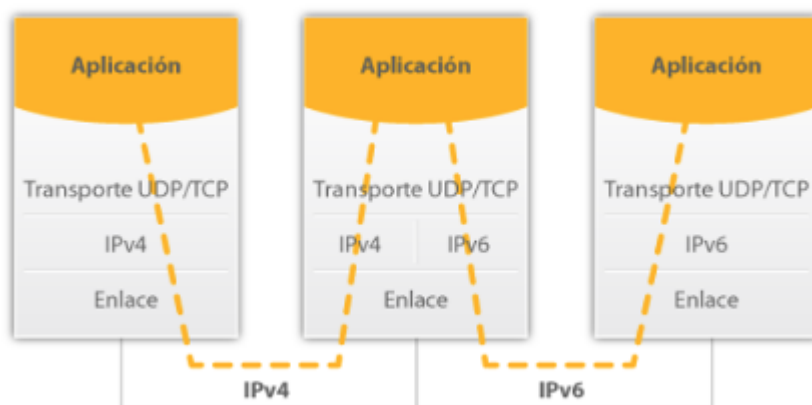 Aplicación Aplicación Aplicación
Transporte UDP/TCP Transporte UDP/TCP Transporte UDP/TCP
IPv4 IPv4 IPv6 IPv6
Enlace Enlace Enlace
IPv4 IPv6